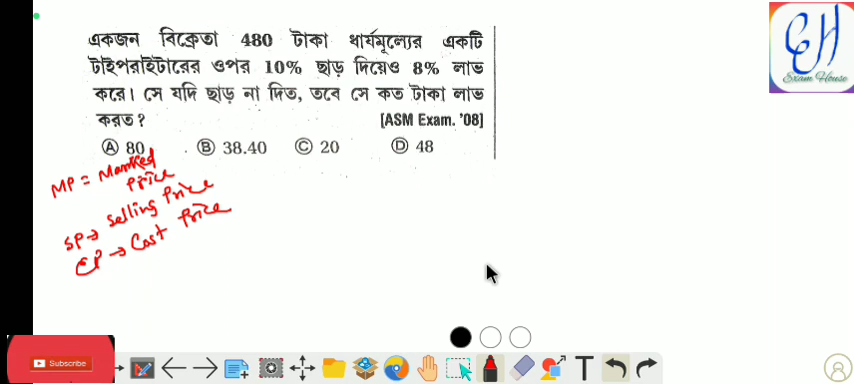 একজন বিক্রেতা 480 টাকা ধার্যমূল্যের একটি
টাইপরাইটারের ওপর 10% ছাড় দিয়েও 8% লাভ
করে। সে যদি ছাড় না দিত, তবে সে কত টাকা লাভ
করত? [ASM Exam. '08]
Ⓐ 80 Ⓑ 38.40 Ⓒ 20 Ⓓ 48
MP = Marked
Price
SP → Selling Price
CP → Cost Price
EH
Exam House
Subscribe
T